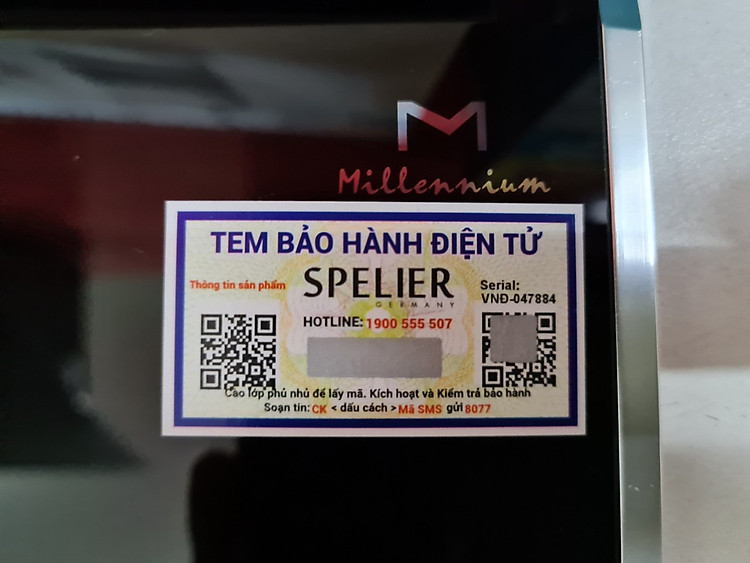 M
Millennium
TEM BẢO HÀNH ĐIỆN TỬ
Thông tin sản phẩm
SPELIER
GERMANY
Serial:
VNĐ-047884
HOTLINE: 1900 555 507
Cào lớp phủ nhủ để lấy mã. Kích hoạt và Kiểm trả bảo hành
Soạn tin: CK < dấu cách > Mã SMS gửi 8077